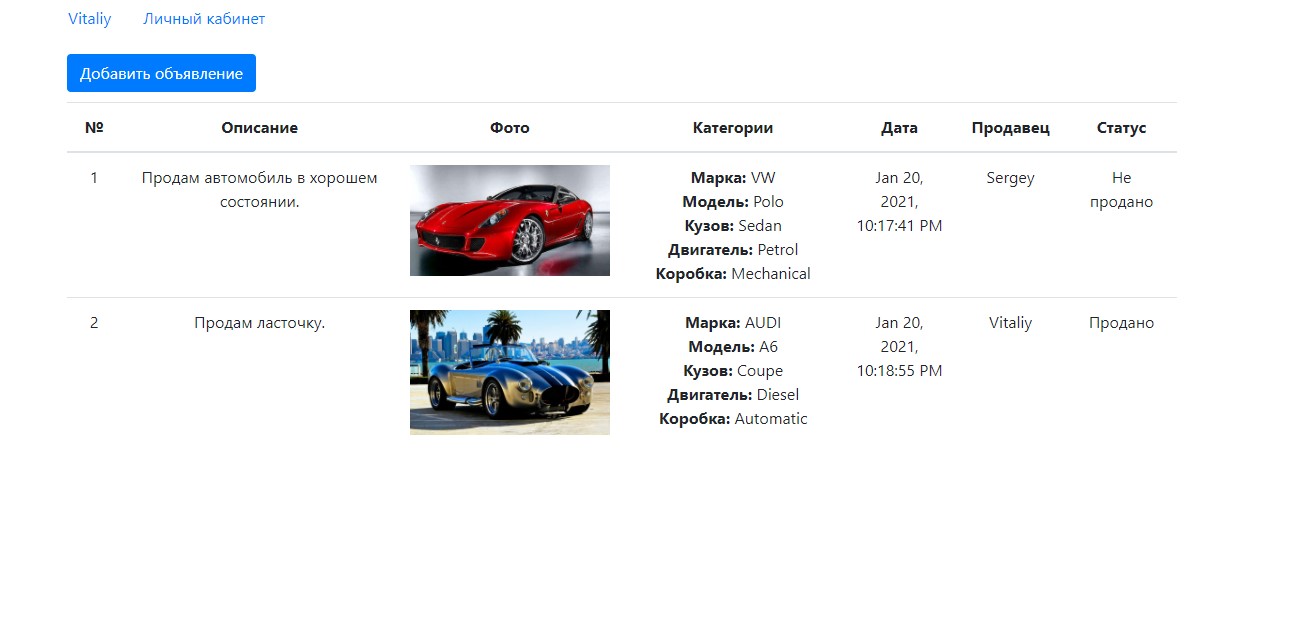 Vitaliy Личный кабинет
Добавить объявление
№ Описание Фото Категории Дата Продавец Статус
1
Продам автомобиль в хорошем
состоянии.
Марка: VW
Модель: Polo
Кузов: Sedan
Двигатель: Petrol
Коробка: Mechanical
Jan 20,
2021,
10:17:41 PM
Sergey
Не
продано
2
Продам ласточку.
Марка: AUDI
Модель: A6
Кузов: Coupe
Двигатель: Diesel
Коробка: Automatic
Jan 20,
2021,
10:18:55 PM
Vitaliy
Продано